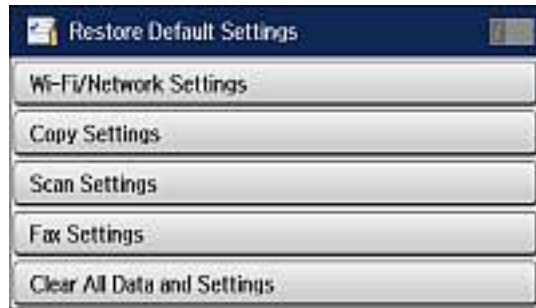 Restore Default Settings
Wi-Fi/Network Settings
Copy Settings
Scan Settings
Fax Settings
Clear All Data and Settings